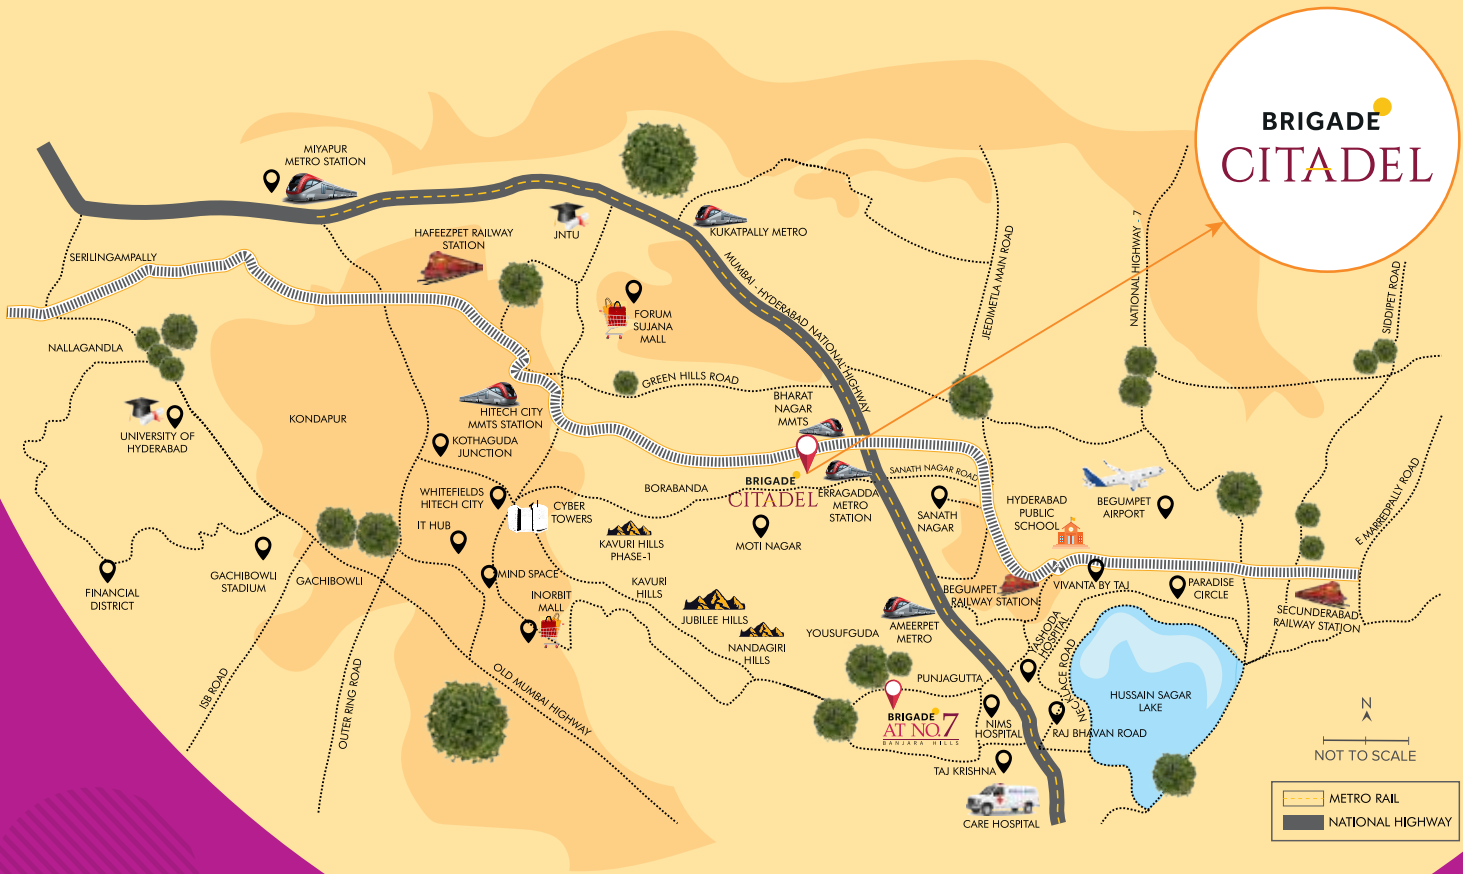 BRIGADE
CITADEL
MIYAPUR
METRO STATION
HAFEEZPET RAILWAY
STATION
JNTU
KUKATPALLY METRO
SERILINGAMPALLY
MUMBAI - HYDERABAD NATIONAL HIGHWAY
JEEDIMETLA MAIN ROAD
NATIONAL HIGHWAY - 7
SIDDIPET ROAD
FORUM
SUJANA
MALL
NALLAGANDLA
GREEN HILLS ROAD
KONDAPUR
HITECH CITY
MMTS STATION
BHARAT
NAGAR
MMTS
UNIVERSITY OF
HYDERABAD
KOTHAGUDA
JUNCTION
WHITEFIELDS
HITECH CITY
CYBER
TOWERS
BORABANDA
BRIGADE
CITADEL
ERRAGADDA
METRO
STATION
SANATH NAGAR ROAD
SANATH
NAGAR
HYDERABAD
PUBLIC
SCHOOL
BEGUMPET
AIRPORT
E MARREDPALLY ROAD
IT HUB
KAVURI HILLS
PHASE-1
MOTI NAGAR
FINANCIAL
DISTRICT
GACHIBOWLI
STADIUM
GACHIBOWLI
MIND SPACE
INORBIT
MALL
KAVURI
HILLS
JUBILEE HILLS
NANDAGIRI
HILLS
YOUSUFGUDA
AMEERPET
METRO
BEGUMPET
RAILWAY STATION
VIVANTA BY TAJ
PARADISE
CIRCLE
SECUNDERABAD
RAILWAY STATION
YASHODA
HOSPITAL
NECKLACE ROAD
HUSSAIN SAGAR
LAKE
ISB ROAD
OUTER RING ROAD
OLD MUMBAI HIGHWAY
PUNJAGUTTA
BRIGADE
AT NO.7
BANJARA HILLS
NIMS
HOSPITAL
RAJ BHAVAN ROAD
TAJ KRISHNA
CARE HOSPITAL
N
NOT TO SCALE
METRO RAIL
NATIONAL HIGHWAY